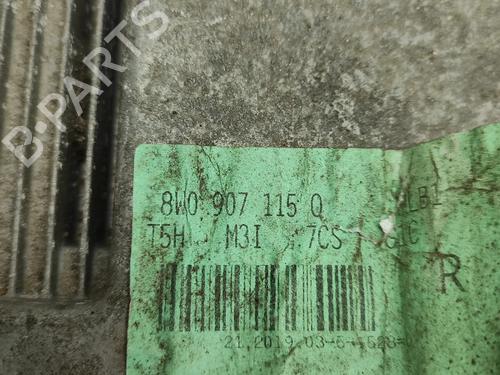 B-PARTS
8W0 907 115 Q
T5H M3I 7CS
R
21.2019.03-6-